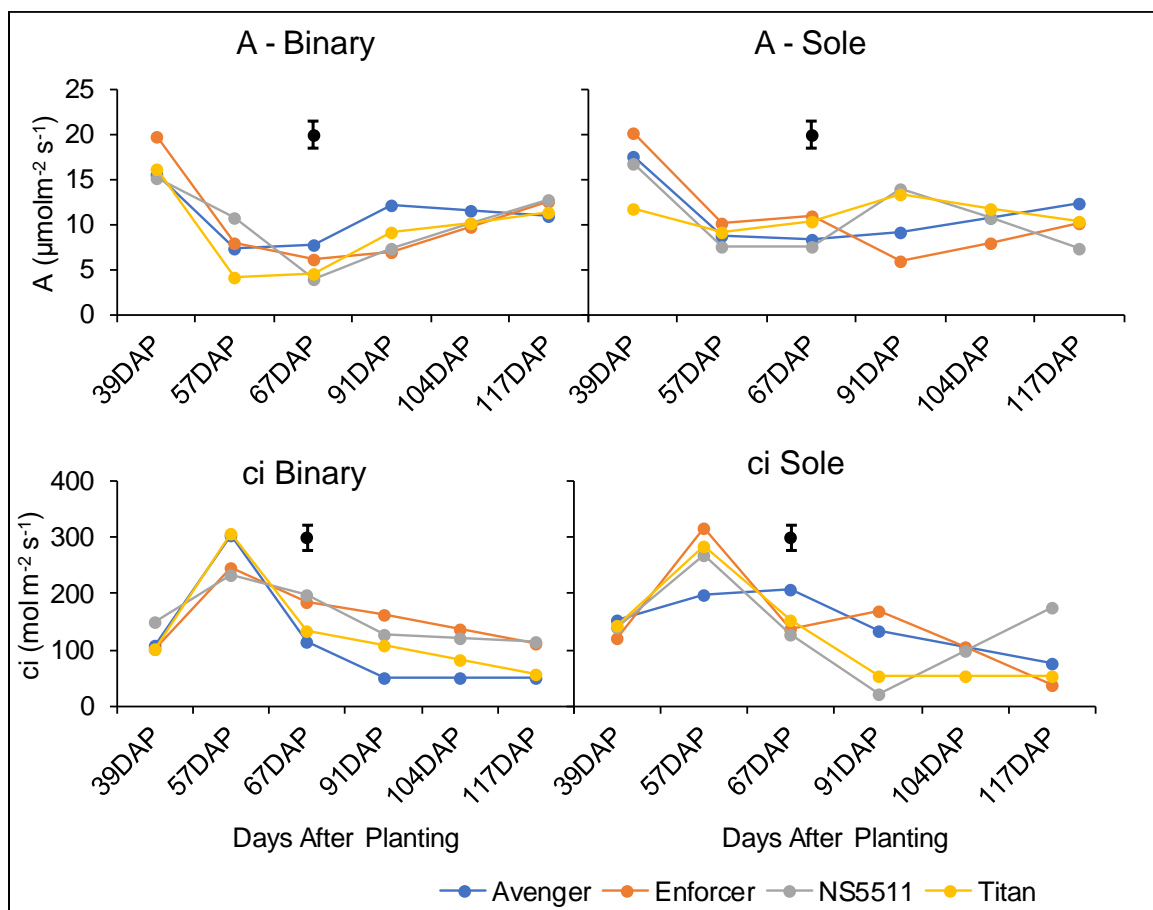 A - Binary
A - Sole
A (µmolm-2 s-1)
25
20
15
10
5
0
39DAP
57DAP
67DAP
91DAP
104DAP
117DAP
39DAP
57DAP
67DAP
91DAP
104DAP
117DAP
ci Binary
ci Sole
ci (mol m-2 s-1)
400
300
200
100
0
39DAP
57DAP
67DAP
91DAP
104DAP
117DAP
39DAP
57DAP
67DAP
91DAP
104DAP
117DAP
Days After Planting
Days After Planting
Avenger Enforcer NS5511 Titan